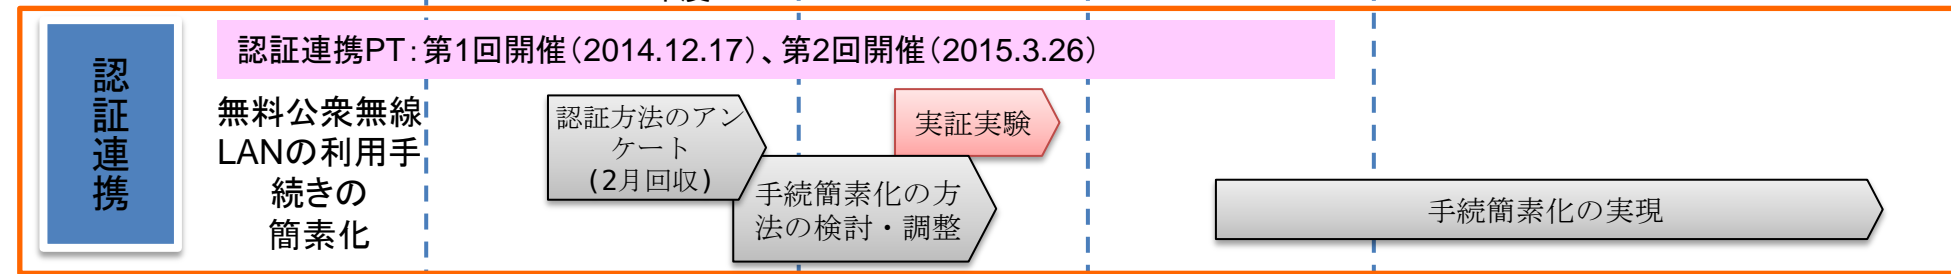 認証連携
認証連携PT：第1回開催（2014.12.17）、第2回開催（2015.3.26）
無料公衆無線
LANの利用手
続きの
簡素化
認証方法のアン
ケート
(2月回収)
手続簡素化の方
法の検討・調整
実証実験
手続簡素化の実現